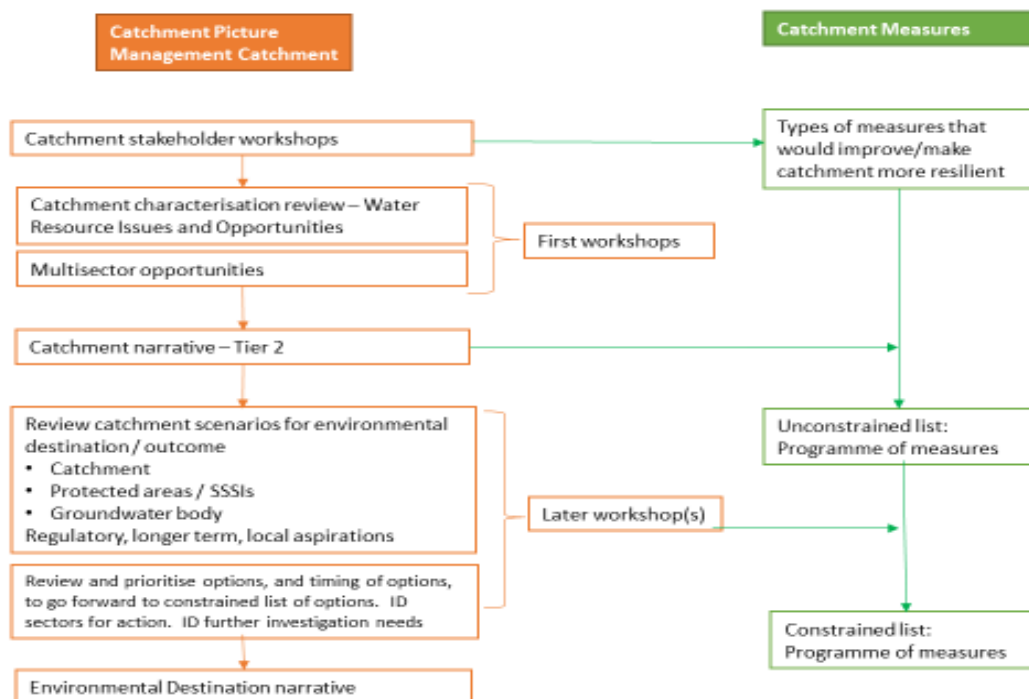 Catchment Picture
Management Catchment
Catchment Measures
Catchment stakeholder workshops
Types of measures that
would improve/make
catchment more resilient
Catchment characterisation review – Water
Resource Issues and Opportunities
Multisector opportunities
First workshops
Catchment narrative – Tier 2
Review catchment scenarios for environmental
destination / outcome
• Catchment
• Protected areas / SSSIs
• Groundwater body
Regulatory, longer term, local aspirations
Unconstrained list:
Programme of measures
Later workshop(s)
Review and prioritise options, and timing of options,
to go forward to constrained list of options. ID
sectors for action. ID further investigation needs
Constrained list:
Programme of measures
Environmental Destination narrative